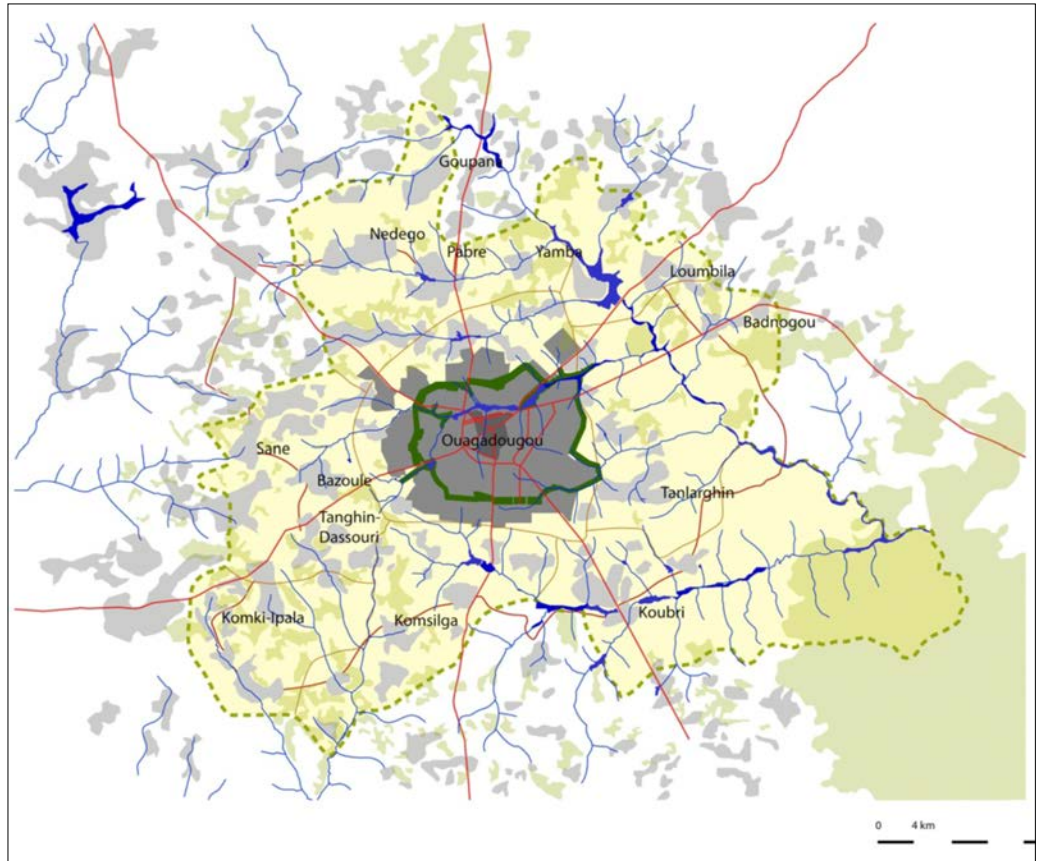 Goupana
Nedego
Pabre
Yamba
Loumbila
Badnogou
Ouagadougou
Sane
Bazoule
Tanlarghin
Tanghin-
Dassouri
Komki-Ipala
Komsilga
Koubri
0 4 km